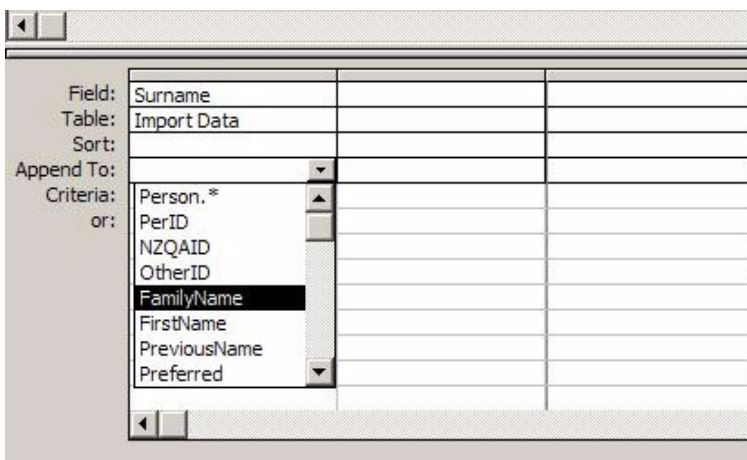 Field: Surname
Table: Import Data
Sort:
Append To:
Criteria:
or:
Person.*
PerID
NZQAID
OtherID
FamilyName
FirstName
PreviousName
Preferred